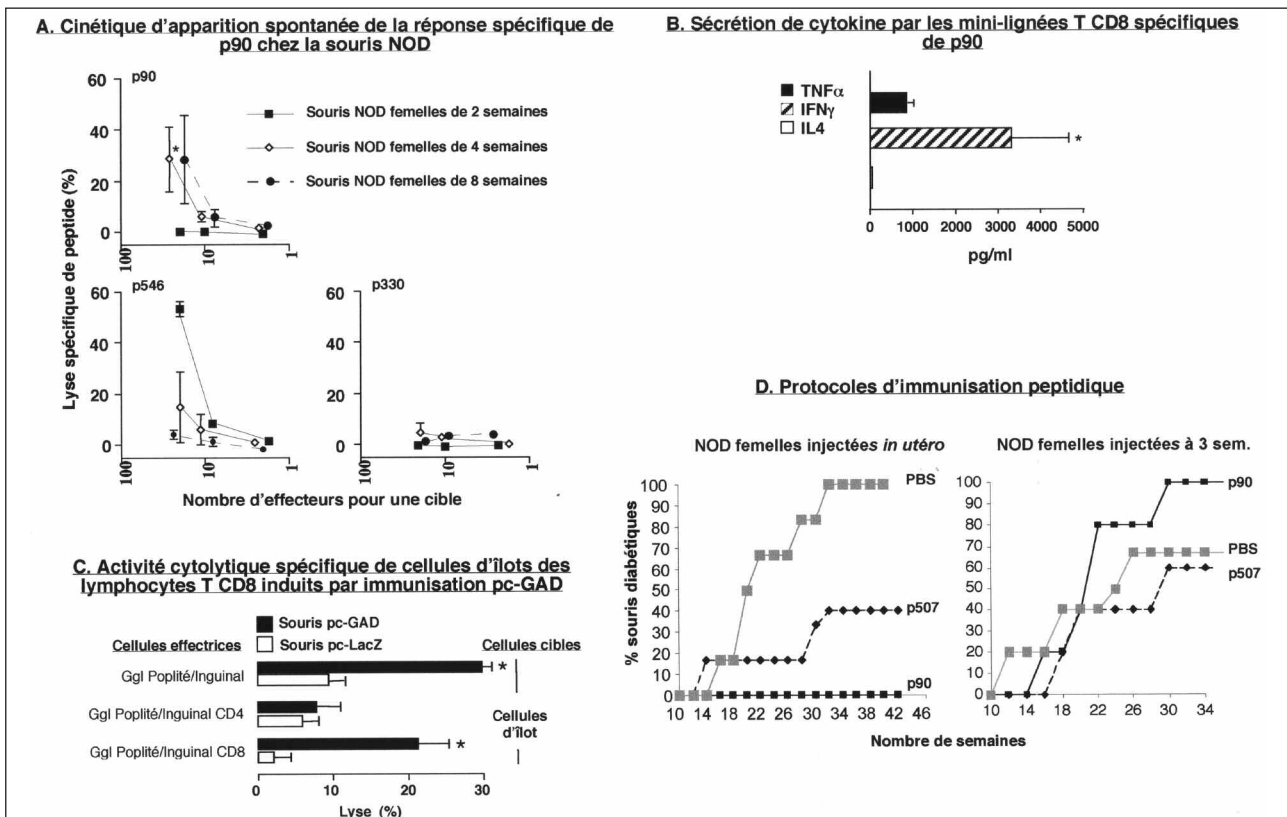 A. Cinétique d'apparition spontanée de la réponse spécifique de
p90 chez la souris NOD
60
40
20
0
p90
Souris NOD femelles de 2 semaines
Souris NOD femelles de 4 semaines
Souris NOD femelles de 8 semaines
*
100
10
1
Lyse spécifique de peptide (%)
60
40
20
0
p546
100
10
1
60
40
20
0
p330
100
10
1
Nombre d'effecteurs pour une cible
B. Sécrétion de cytokine par les mini-lignées T CD8 spécifiques
de p90
TNFα
IFNγ
IL4
*
0 1000 2000 3000 4000 5000
pg/ml
C. Activité cytolytique spécifique de cellules d'îlots des
lymphocytes T CD8 induits par immunisation pc-GAD
Souris pc-GAD
Souris pc-LacZ
Cellules effectrices
Cellules cibles
Ggl Poplité/Inguinal
*
Ggl Poplité/Inguinal CD4
Cellules
d'îlot
Ggl Poplité/Inguinal CD8
*
0 10 20 30
Lyse (%)
D. Protocoles d'immunisation peptidique
NOD femelles injectées in utéro
NOD femelles injectées à 3 sem.
% souris diabétiques
100
90
80
70
60
50
40
30
20
10
0
PBS
p507
p90
10 14 18 22 26 30 34 38 42 46
100
90
80
70
60
50
40
30
20
10
0
p90
PBS
p507
10 14 18 22 26 30 34
Nombre de semaines